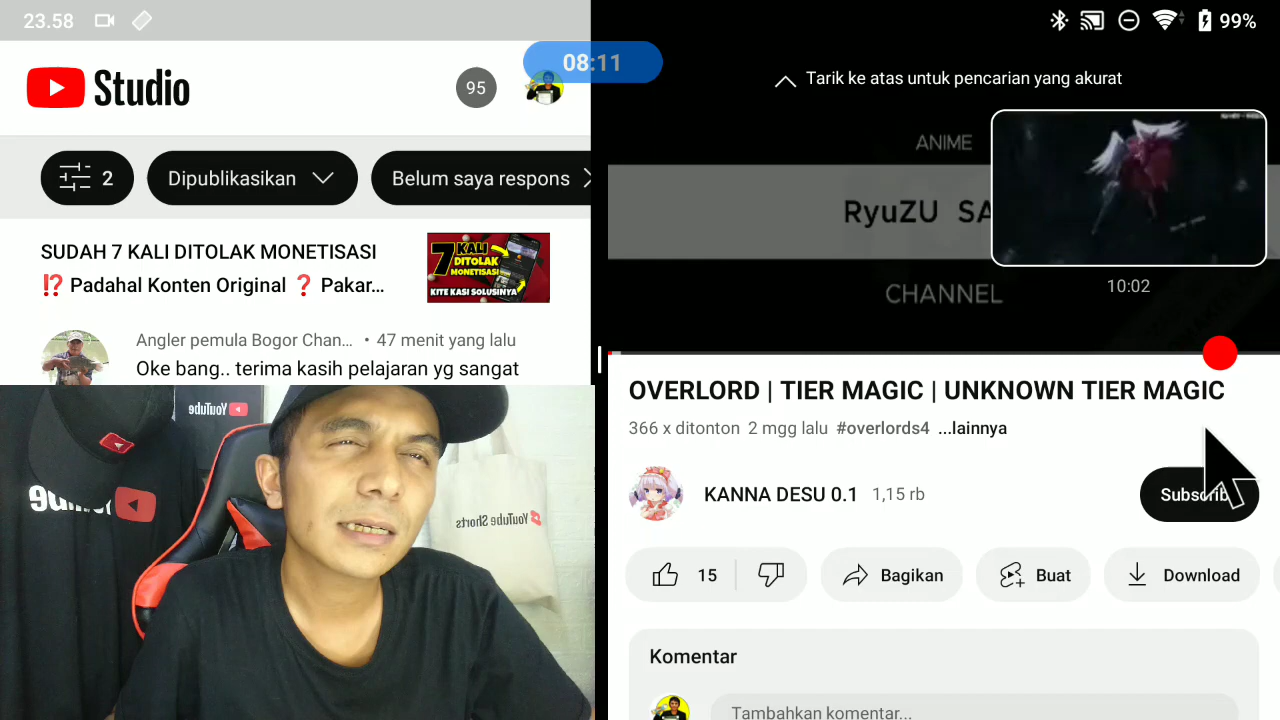 23.58
99%
08:11
Studio
95
2
Dipublikasikan
Belum saya respons
SUDAH 7 KALI DITOLAK MONETISASI
⁉️ Padahal Konten Original ❓ Pakar...
7 KALI
DITOLAK
MONETISASI
KITE KASI SOLUSINYA
Angler pemula Bogor Chan... • 47 menit yang lalu
Oke bang.. terima kasih pelajaran yg sangat
YouTube
YouTube Shorts
Tarik ke atas untuk pencarian yang akurat
ANIME
RyuZU SA
CHANNEL
10:02
OVERLORD | TIER MAGIC | UNKNOWN TIER MAGIC
366 x ditonton 2 mgg lalu #overlords4 ...lainnya
KANNA DESU 0.1 1,15 rb
Subscrib
15
Bagikan
Buat
Download
Komentar
Tambahkan komentar...